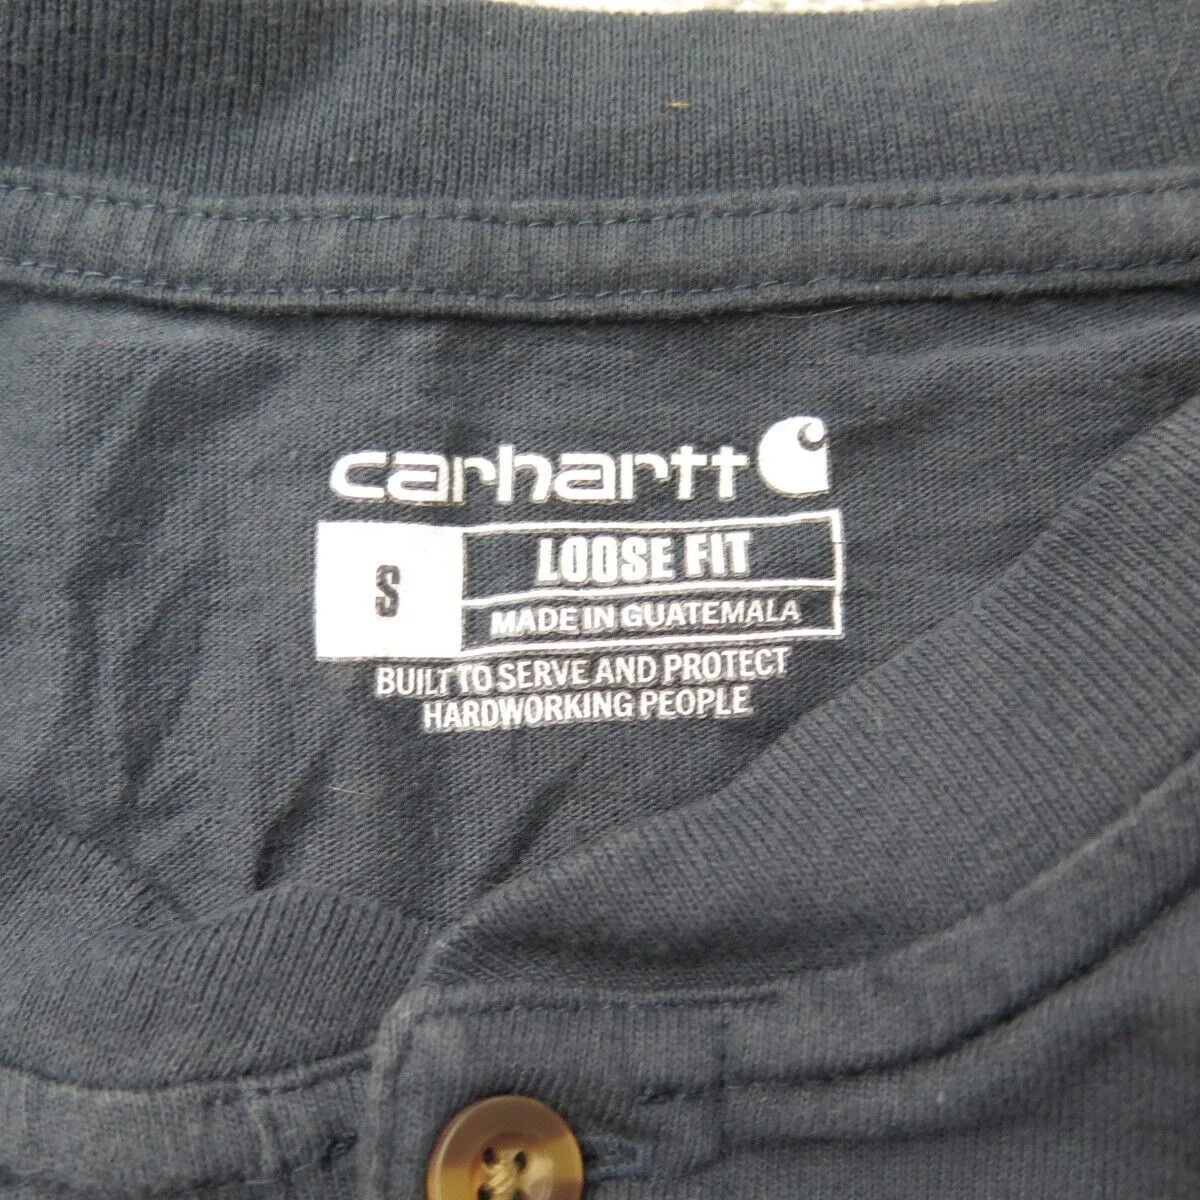 carhartt
S
LOOSE FIT
MADE IN GUATEMALA
BUILT TO SERVE AND PROTECT
HARDWORKING PEOPLE